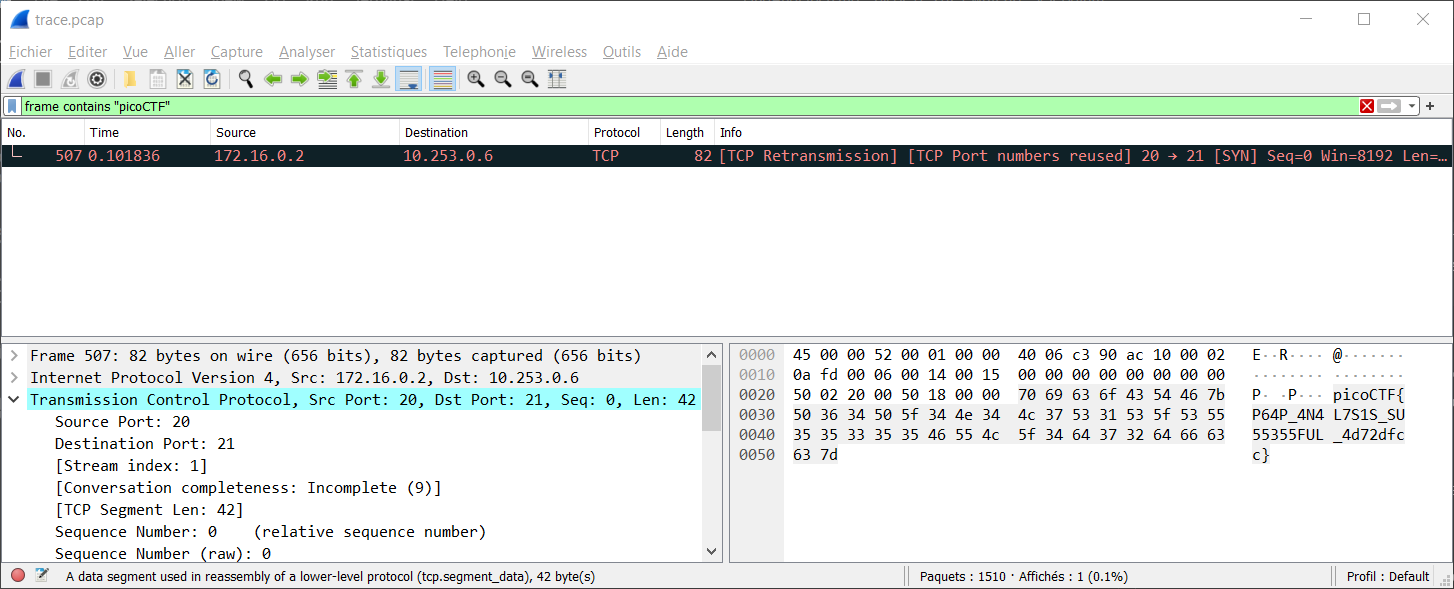 trace.pcap
Fichier Editer Vue Aller Capture Analyser Statistiques Telephonie Wireless Outils Aide
frame contains "picoCTF"
No. Time Source Destination Protocol Length Info
507 0.101836 172.16.0.2 10.253.0.6 TCP 82 [TCP Retransmission] [TCP Port numbers reused] 20 → 21 [SYN] Seq=0 Win=8192 Len=…
Frame 507: 82 bytes on wire (656 bits), 82 bytes captured (656 bits)
Internet Protocol Version 4, Src: 172.16.0.2, Dst: 10.253.0.6
Transmission Control Protocol, Src Port: 20, Dst Port: 21, Seq: 0, Len: 42
Source Port: 20
Destination Port: 21
[Stream index: 1]
[Conversation completeness: Incomplete (9)]
[TCP Segment Len: 42]
Sequence Number: 0    (relative sequence number)
Sequence Number (raw): 0
0000 45 00 00 52 00 01 00 00 40 06 c3 90 ac 10 00 02 E··R····@·······
0010 0a fd 00 06 00 14 00 15 00 00 00 00 00 00 00 00 ················
0020 50 02 20 00 50 18 00 00 70 69 63 6f 43 54 46 7b P· ·P···picoCTF{
0030 50 36 34 50 5f 34 4e 34 4c 37 53 31 53 5f 53 55 P64P_4N4L7S1S_SU
0040 35 35 33 35 35 46 55 4c 5f 34 64 37 32 64 66 63 55355FUL_4d72dfc
0050 63 7d c}
A data segment used in reassembly of a lower-level protocol (tcp.segment_data), 42 byte(s)
Paquets : 1510 · Affichés : 1 (0.1%)
Profil : Default